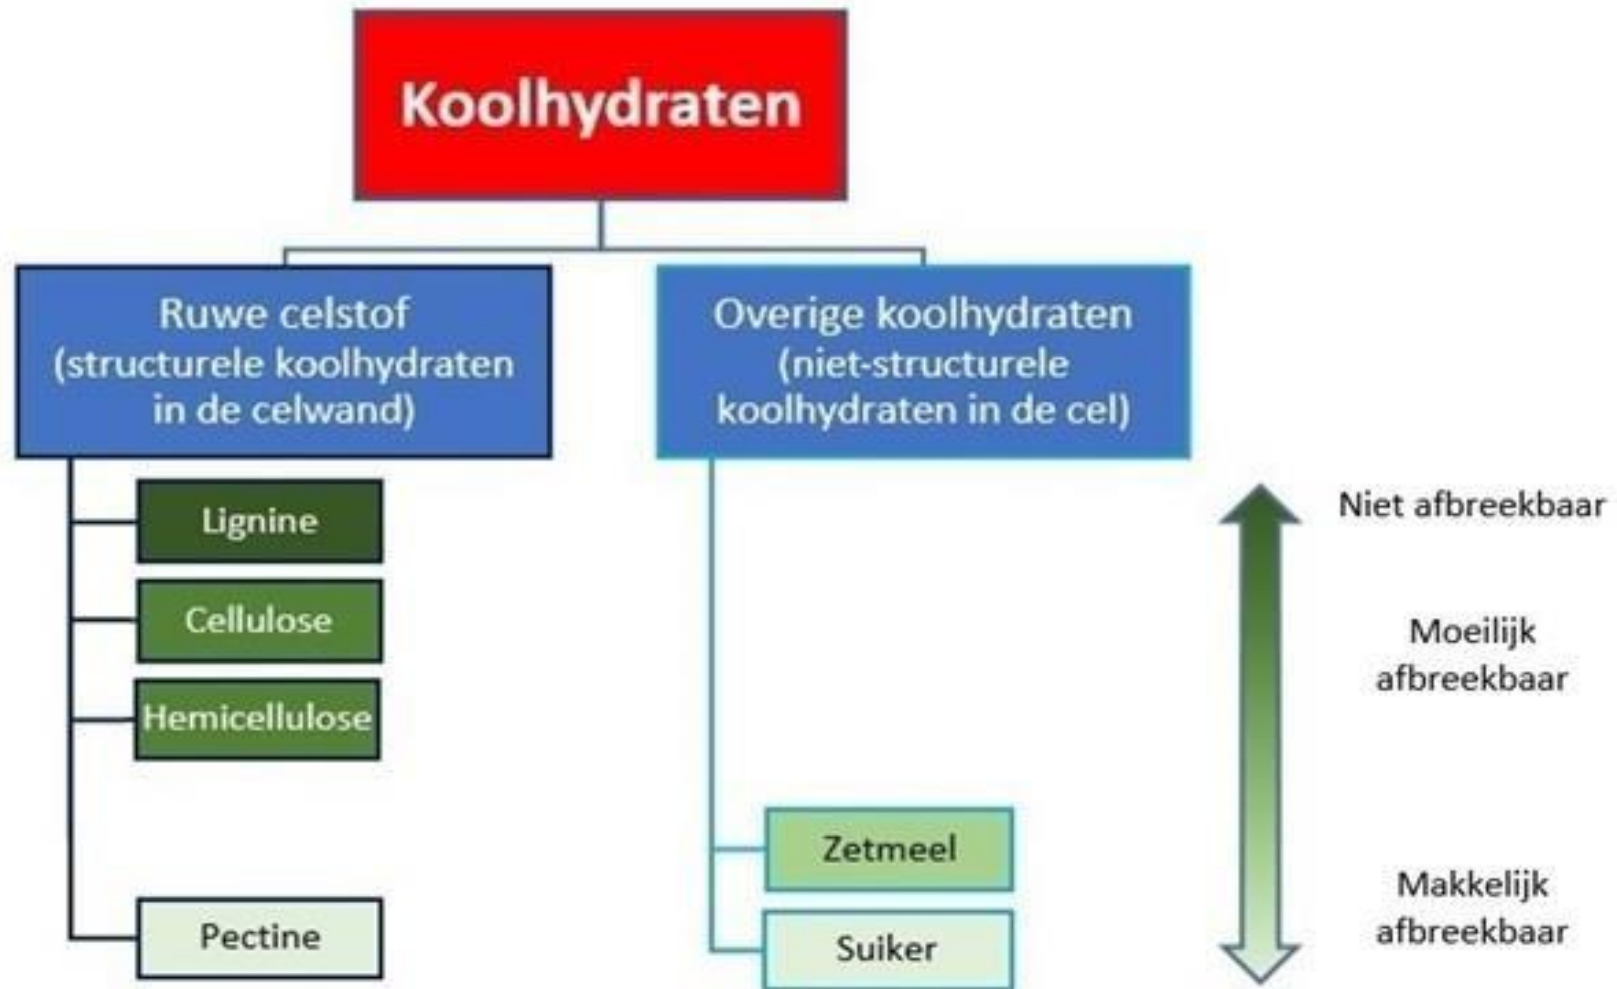 Koolhydraten
Ruwe celstof
(structurele koolhydraten
in de celwand)
Overige koolhydraten
(niet-structurele
koolhydraten in de cel)
Lignine
Cellulose
Hemicellulose
Pectine
Zetmeel
Suiker
Niet afbreekbaar
Moeilijk
afbreekbaar
Makkelijk
afbreekbaar